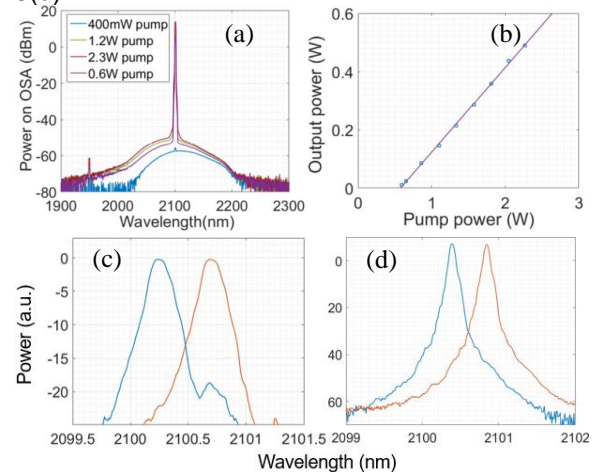 (a)
400mW pump
1.2W pump
2.3W pump
0.6W pump
Power on OSA (dBm)
20
0
-20
-40
-60
-80
1900 2000 2100 2200 2300
Wavelength(nm)
(b)
Output power (W)
0.6
0.4
0.2
0
0 1 2 3
Pump power (W)
(c)
Power (a.u.)
0
-5
-10
-15
-20
2099.5 2100 2100.5 2101 2101.5
(d)
0
20
40
60
2099 2100 2101 2102
Wavelength (nm)